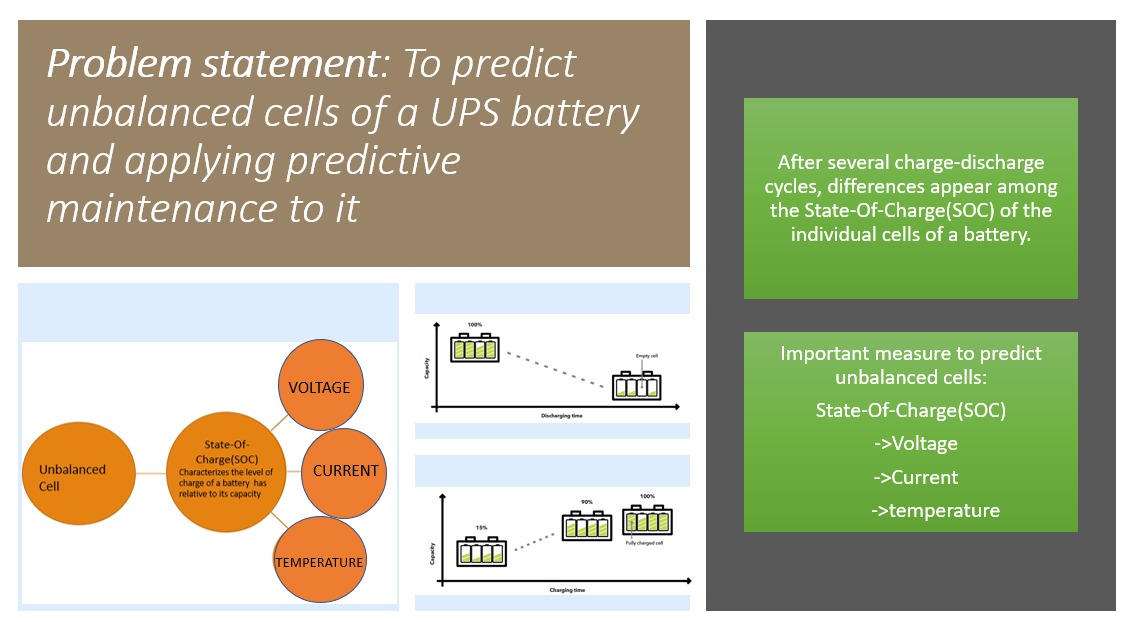 Problem statement: To predict
unbalanced cells of a UPS battery
and applying predictive
maintenance to it
After several charge-discharge
cycles, differences appear among
the State-Of-Charge(SOC) of the
individual cells of a battery.
Important measure to predict
unbalanced cells:
State-Of-Charge(SOC)
->Voltage
->Current
->temperature
Unbalanced
Cell
State-Of-
Charge(SOC)
Characterizes the level of
charge of a battery has
relative to its capacity
VOLTAGE
CURRENT
TEMPERATURE
100%
Empty cell
Capacity
Discharging time
15%
90%
100%
Fully charged cell
Capacity
Charging time